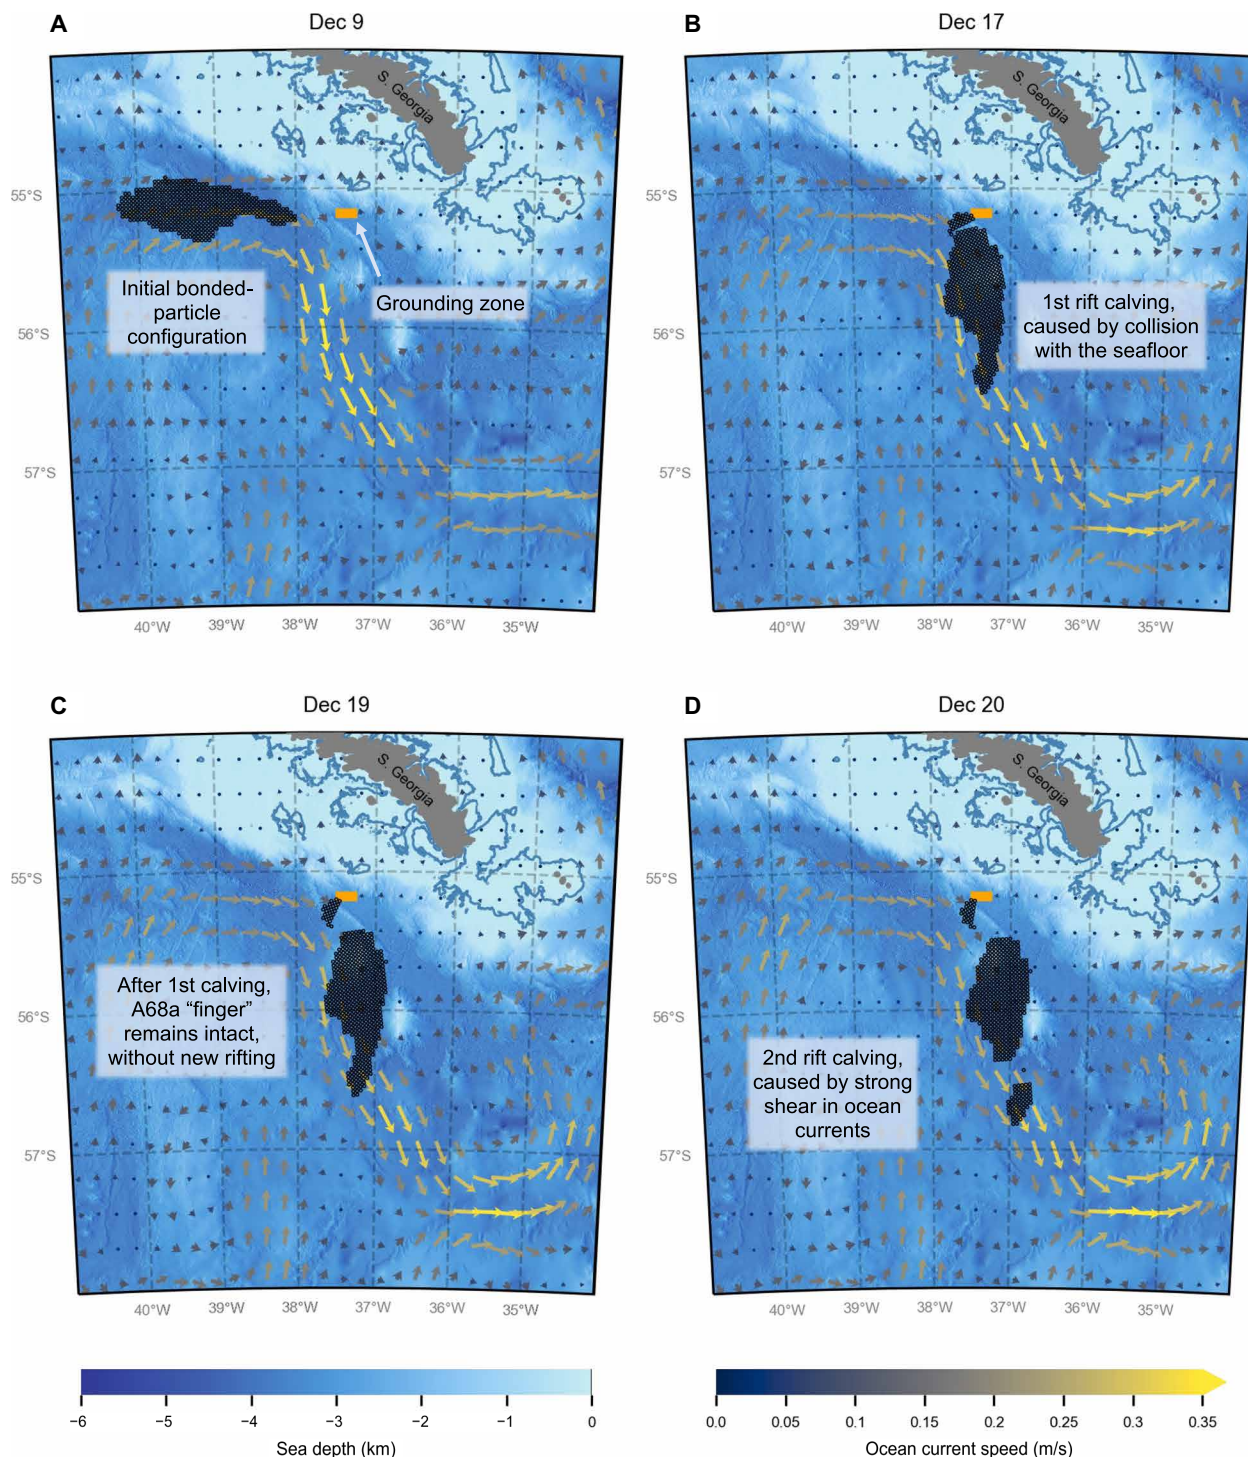 A
Dec 9
S. Georgia
55°S
56°S
57°S
Initial bonded-
particle
configuration
Grounding zone
40°W
39°W
38°W
37°W
36°W
35°W
B
Dec 17
S. Georgia
55°S
56°S
57°S
1st rift calving,
caused by collision
with the seafloor
40°W
39°W
38°W
37°W
36°W
35°W
C
Dec 19
S. Georgia
55°S
56°S
57°S
After 1st calving,
A68a “finger”
remains intact,
without new rifting
40°W
39°W
38°W
37°W
36°W
35°W
D
Dec 20
S. Georgia
55°S
56°S
57°S
2nd rift calving,
caused by strong
shear in ocean
currents
40°W
39°W
38°W
37°W
36°W
35°W
−6 −5 −4 −3 −2 −1 0
Sea depth (km)
0.0 0.05 0.1 0.15 0.2 0.25 0.3 0.35
Ocean current speed (m/s)